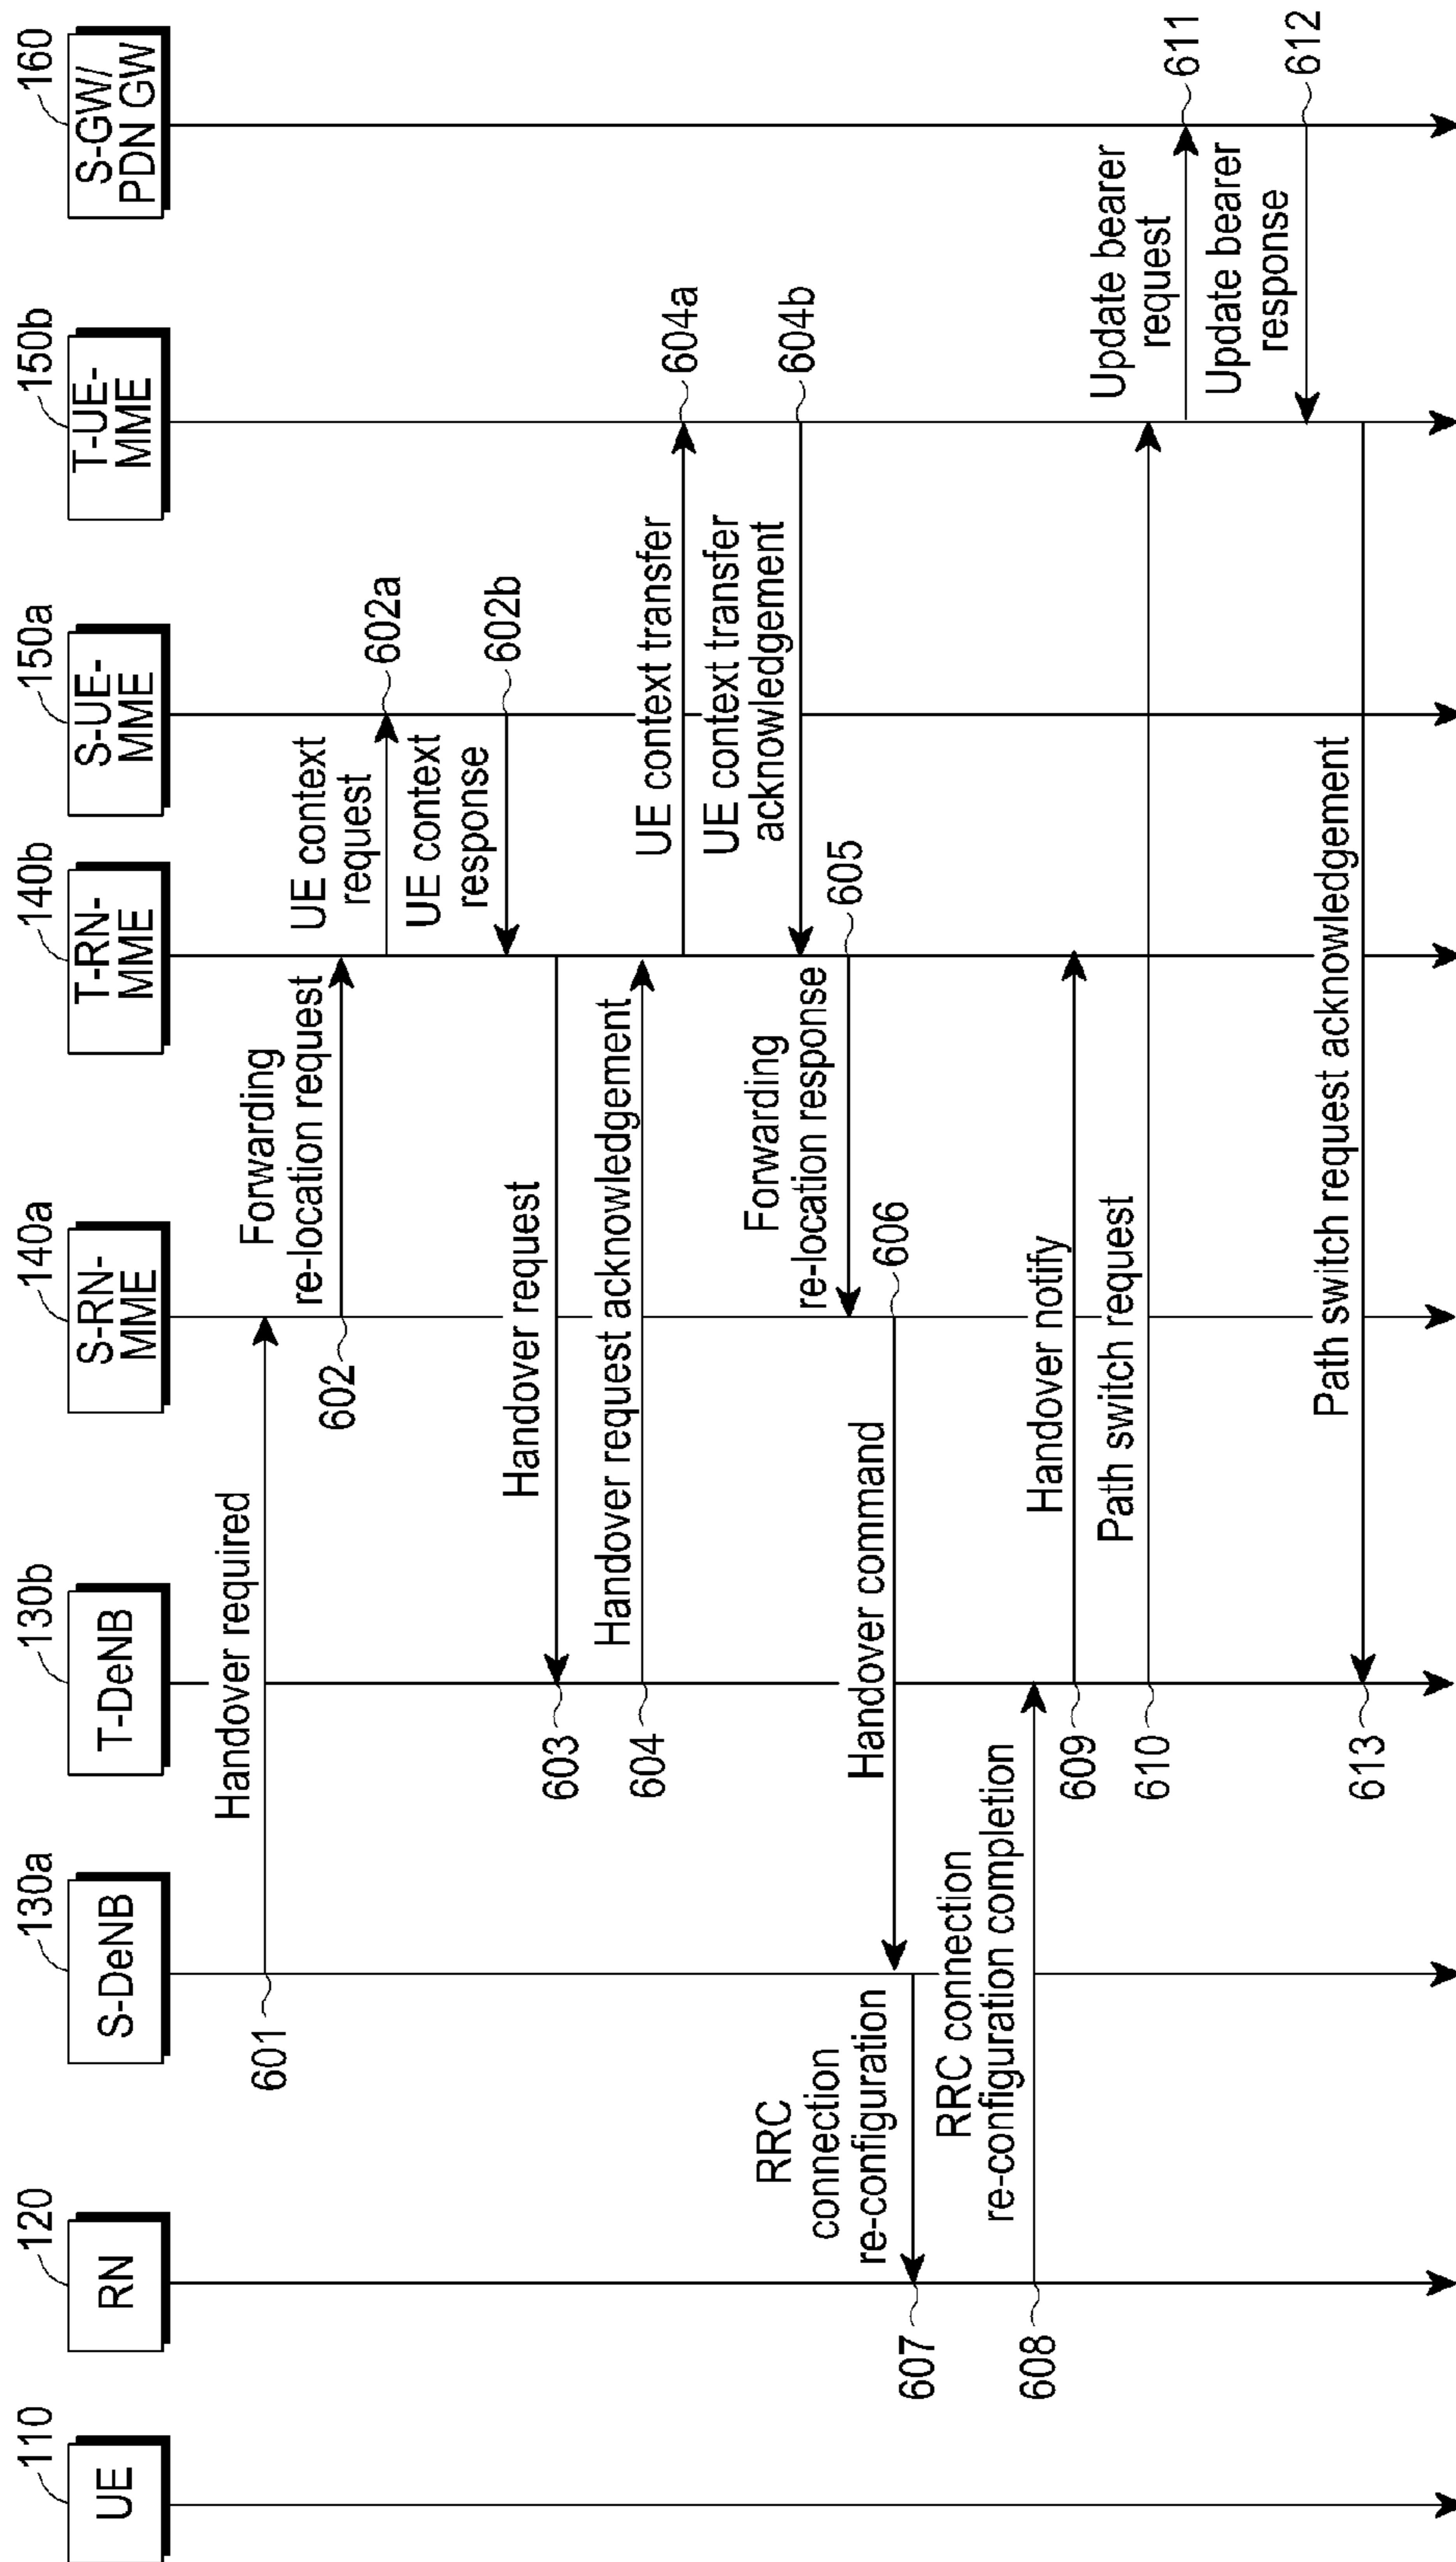 110
UE
120
RN
130a
S-DeNB
130b
T-DeNB
140a
S-RN-
MME
140b
T-RN-
MME
150a
S-UE-
MME
150b
T-UE-
MME
160
S-GW/
PDN GW
601
Handover required
602
Forwarding
re-location request
UE context
request
602a
UE context
response
602b
603
Handover request
604
Handover request acknowledgement
UE context transfer
604a
UE context transfer
acknowledgement
604b
Forwarding
re-location response
605
Handover command
606
607
RRC
connection
re-configuration
608
RRC connection
re-configuration completion
609
Handover notify
610
Path switch request
Update bearer
request
611
Update bearer
response
612
613
Path switch request acknowledgement